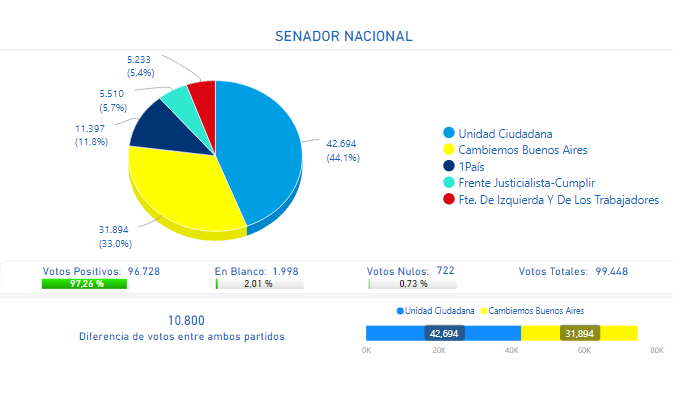 SENADOR NACIONAL
5.233
(5,4%)
5.510
(5,7%)
11.397
(11,8%)
42.694
(44,1%)
31.894
(33,0%)
Unidad Ciudadana
Cambiemos Buenos Aires
1País
Frente Justicialista-Cumplir
Fte. De Izquierda Y De Los Trabajadores
Votos Positivos: 96.728
97,26 %
En Blanco: 1.998
2,01 %
Votos Nulos: 722
0,73 %
Votos Totales: 99.448
10.800
Diferencia de votos entre ambos partidos
Unidad Ciudadana Cambiemos Buenos Aires
42,694 31,894
0K 20K 40K 60K 80K